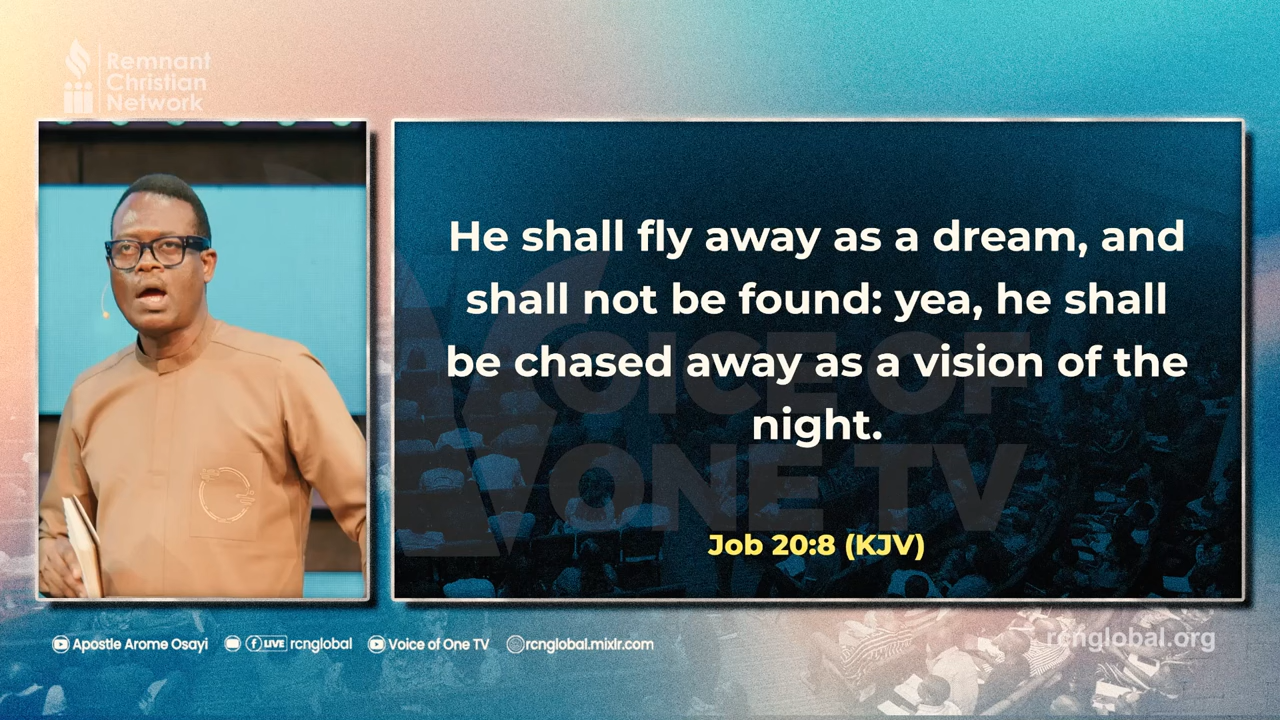 Remnant
Christian
Network
He shall fly away as a dream, and
shall not be found: yea, he shall
be chased away as a vision of the
night.
VOICE OF
ONE TV
Job 20:8 (KJV)
Apostle Arome Osayi
LIVE rcnglobal
Voice of One TV
rcnglobal.mixlr.com
rcnglobal.org